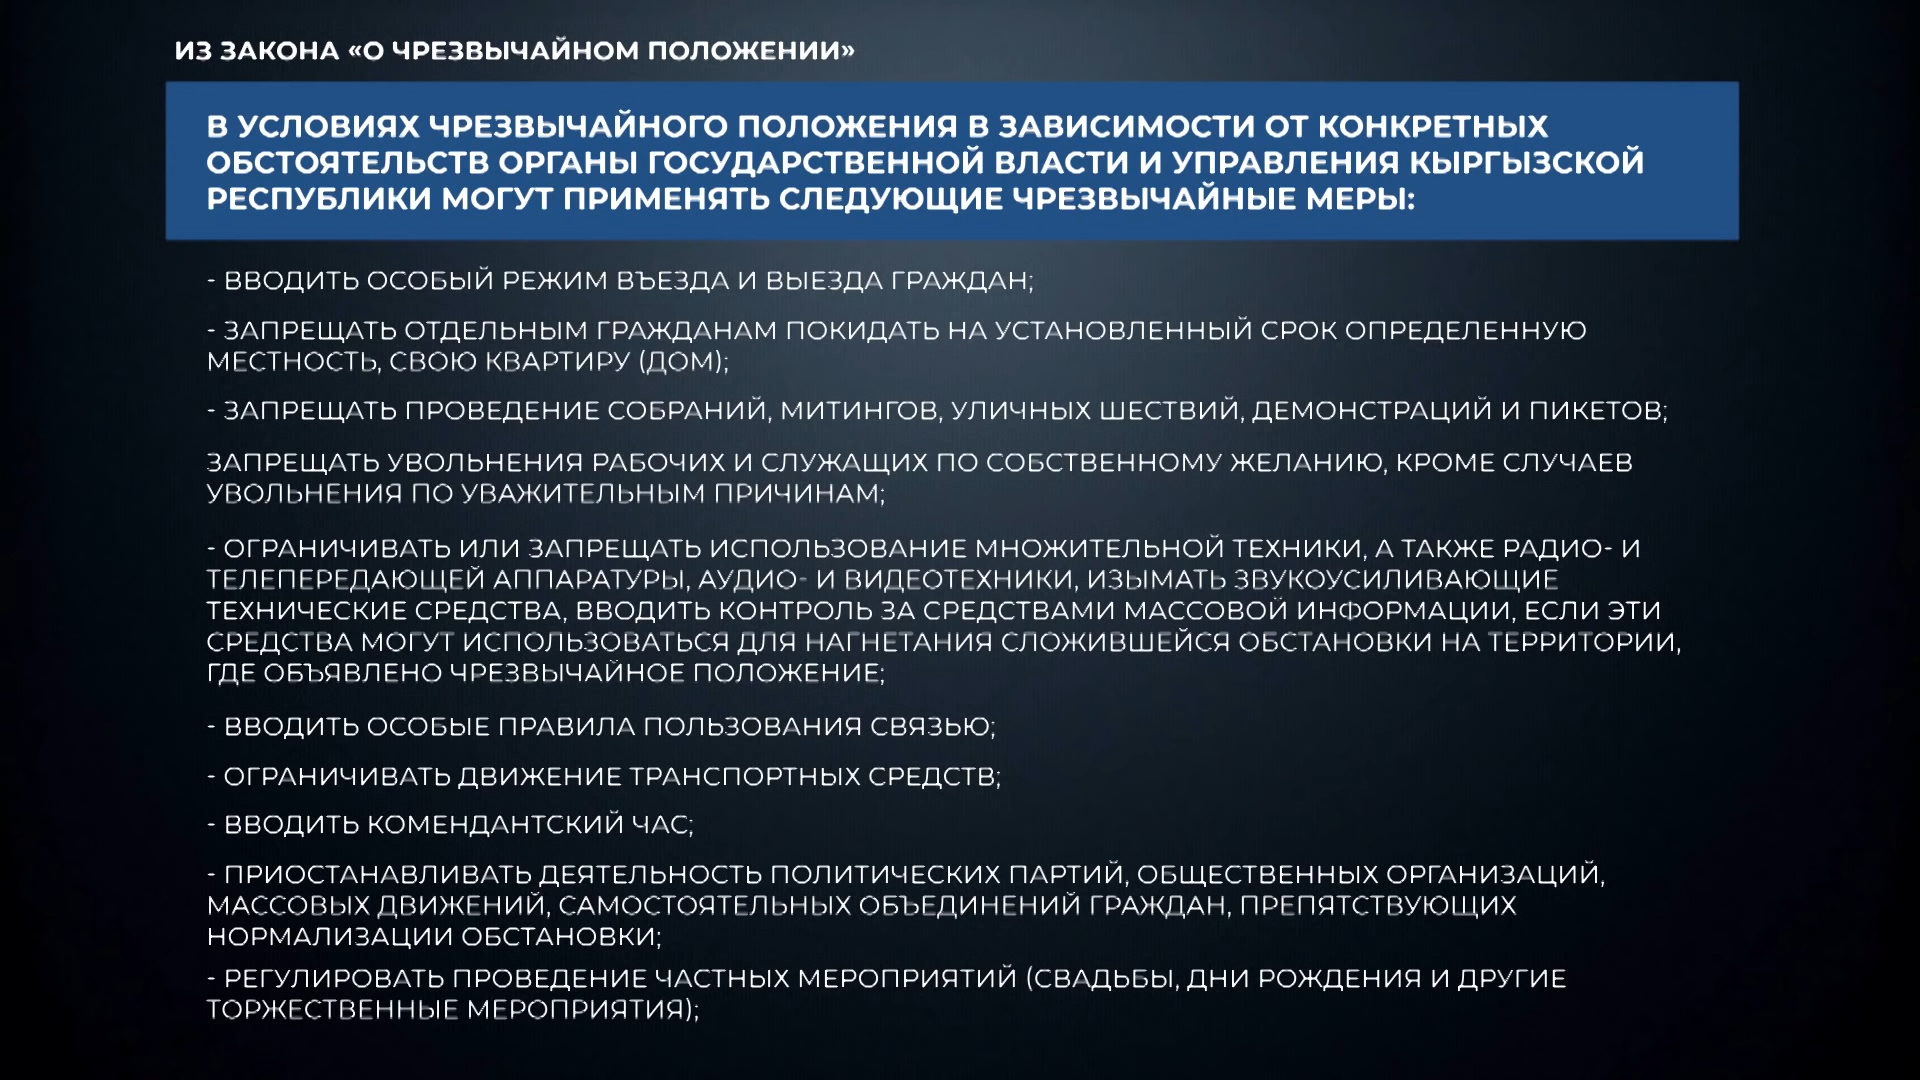 ИЗ ЗАКОНА «О ЧРЕЗВЫЧАЙНОМ ПОЛОЖЕНИИ»
В УСЛОВИЯХ ЧРЕЗВЫЧАЙНОГО ПОЛОЖЕНИЯ В ЗАВИСИМОСТИ ОТ КОНКРЕТНЫХ
ОБСТОЯТЕЛЬСТВ ОРГАНЫ ГОСУДАРСТВЕННОЙ ВЛАСТИ И УПРАВЛЕНИЯ КЫРГЫЗСКОЙ
РЕСПУБЛИКИ МОГУТ ПРИМЕНЯТЬ СЛЕДУЮЩИЕ ЧРЕЗВЫЧАЙНЫЕ МЕРЫ:
- ВВОДИТЬ ОСОБЫЙ РЕЖИМ ВЪЕЗДА И ВЫЕЗДА ГРАЖДАН;
- ЗАПРЕЩАТЬ ОТДЕЛЬНЫМ ГРАЖДАНАМ ПОКИДАТЬ НА УСТАНОВЛЕННЫЙ СРОК ОПРЕДЕЛЕННУЮ
МЕСТНОСТЬ, СВОЮ КВАРТИРУ (ДОМ);
- ЗАПРЕЩАТЬ ПРОВЕДЕНИЕ СОБРАНИЙ, МИТИНГОВ, УЛИЧНЫХ ШЕСТВИЙ, ДЕМОНСТРАЦИЙ И ПИКЕТОВ;
ЗАПРЕЩАТЬ УВОЛЬНЕНИЯ РАБОЧИХ И СЛУЖАЩИХ ПО СОБСТВЕННОМУ ЖЕЛАНИЮ, КРОМЕ СЛУЧАЕВ
УВОЛЬНЕНИЯ ПО УВАЖИТЕЛЬНЫМ ПРИЧИНАМ;
- ОГРАНИЧИВАТЬ ИЛИ ЗАПРЕЩАТЬ ИСПОЛЬЗОВАНИЕ МНОЖИТЕЛЬНОЙ ТЕХНИКИ, А ТАКЖЕ РАДИО- И
ТЕЛЕПЕРЕДАЮЩЕЙ АППАРАТУРЫ, АУДИО- И ВИДЕОТЕХНИКИ, ИЗЫМАТЬ ЗВУКОУСИЛИВАЮЩИЕ
ТЕХНИЧЕСКИЕ СРЕДСТВА, ВВОДИТЬ КОНТРОЛЬ ЗА СРЕДСТВАМИ МАССОВОЙ ИНФОРМАЦИИ, ЕСЛИ ЭТИ
СРЕДСТВА МОГУТ ИСПОЛЬЗОВАТЬСЯ ДЛЯ НАГНЕТАНИЯ СЛОЖИВШЕЙСЯ ОБСТАНОВКИ НА ТЕРРИТОРИИ,
ГДЕ ОБЪЯВЛЕНО ЧРЕЗВЫЧАЙНОЕ ПОЛОЖЕНИЕ;
- ВВОДИТЬ ОСОБЫЕ ПРАВИЛА ПОЛЬЗОВАНИЯ СВЯЗЬЮ;
- ОГРАНИЧИВАТЬ ДВИЖЕНИЕ ТРАНСПОРТНЫХ СРЕДСТВ;
- ВВОДИТЬ КОМЕНДАНТСКИЙ ЧАС;
- ПРИОСТАНАВЛИВАТЬ ДЕЯТЕЛЬНОСТЬ ПОЛИТИЧЕСКИХ ПАРТИЙ, ОБЩЕСТВЕННЫХ ОРГАНИЗАЦИЙ,
МАССОВЫХ ДВИЖЕНИЙ, САМОСТОЯТЕЛЬНЫХ ОБЪЕДИНЕНИЙ ГРАЖДАН, ПРЕПЯТСТВУЮЩИХ
НОРМАЛИЗАЦИИ ОБСТАНОВКИ;
- РЕГУЛИРОВАТЬ ПРОВЕДЕНИЕ ЧАСТНЫХ МЕРОПРИЯТИЙ (СВАДЬБЫ, ДНИ РОЖДЕНИЯ И ДРУГИЕ
ТОРЖЕСТВЕННЫЕ МЕРОПРИЯТИЯ);